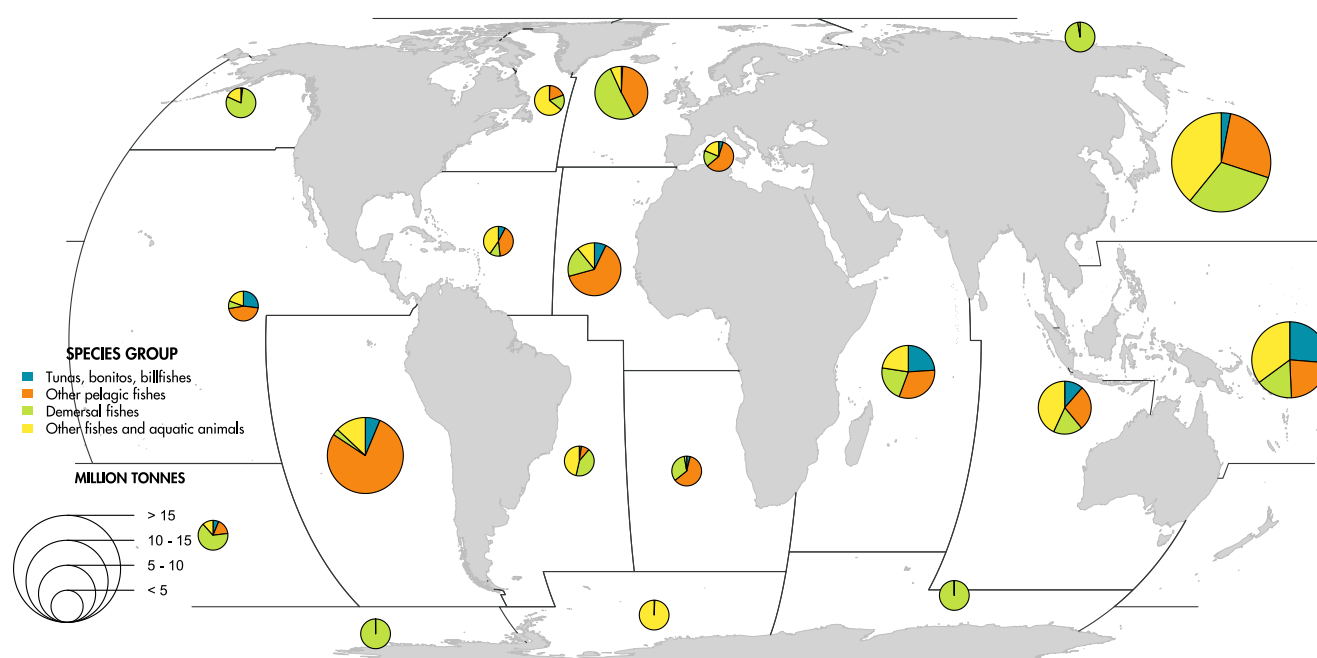 SPECIES GROUP
Tunas, bonitos, billfishes
Other pelagic fishes
Demersal fishes
Other fishes and aquatic animals
MILLION TONNES
> 15
10 - 15
5 - 10
< 5